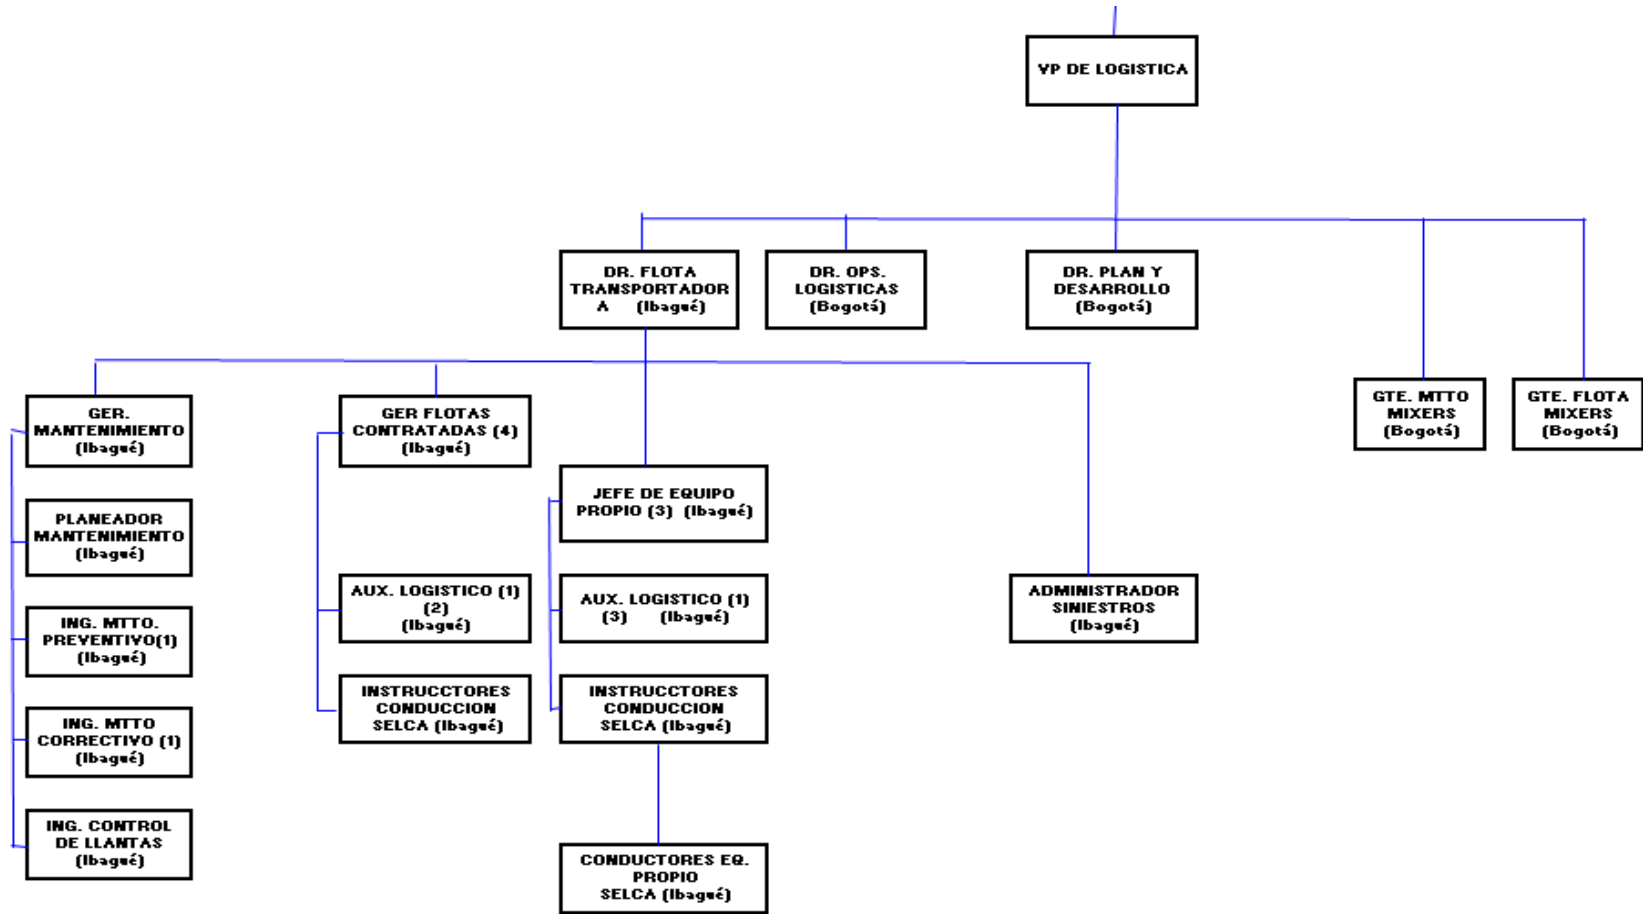 VP DE LOGISTICA
DR. FLOTA
TRANSPORTADOR
A (Ibagué)
DR. OPS.
LOGISTICAS
(Bogotá)
DR. PLAN Y
DESARROLLO
(Bogotá)
GER.
MANTENIMIENTO
(Ibagué)
GER FLOTAS
CONTRATADAS (4)
(Ibagué)
GTE. MTTO
MIXERS
(Bogotá)
GTE. FLOTA
MIXERS
(Bogotá)
JEFE DE EQUIPO
PROPIO (3) (Ibagué)
PLANEADOR
MANTENIMIENTO
(Ibagué)
AUX. LOGISTICO (1)
(2)
(Ibagué)
AUX. LOGISTICO (1)
(3) (Ibagué)
ADMINISTRADOR
SINIESTROS
(Ibagué)
ING. MTTO.
PREVENTIVO(1)
(Ibagué)
INSTRUCCTORES
CONDUCCION
SELCA (Ibagué)
INSTRUCCTORES
CONDUCCION
SELCA (Ibagué)
ING. MTTO
CORRECTIVO (1)
(Ibagué)
ING. CONTROL
DE LLANTAS
(Ibagué)
CONDUCTORES EQ.
PROPIO
SELCA (Ibagué)